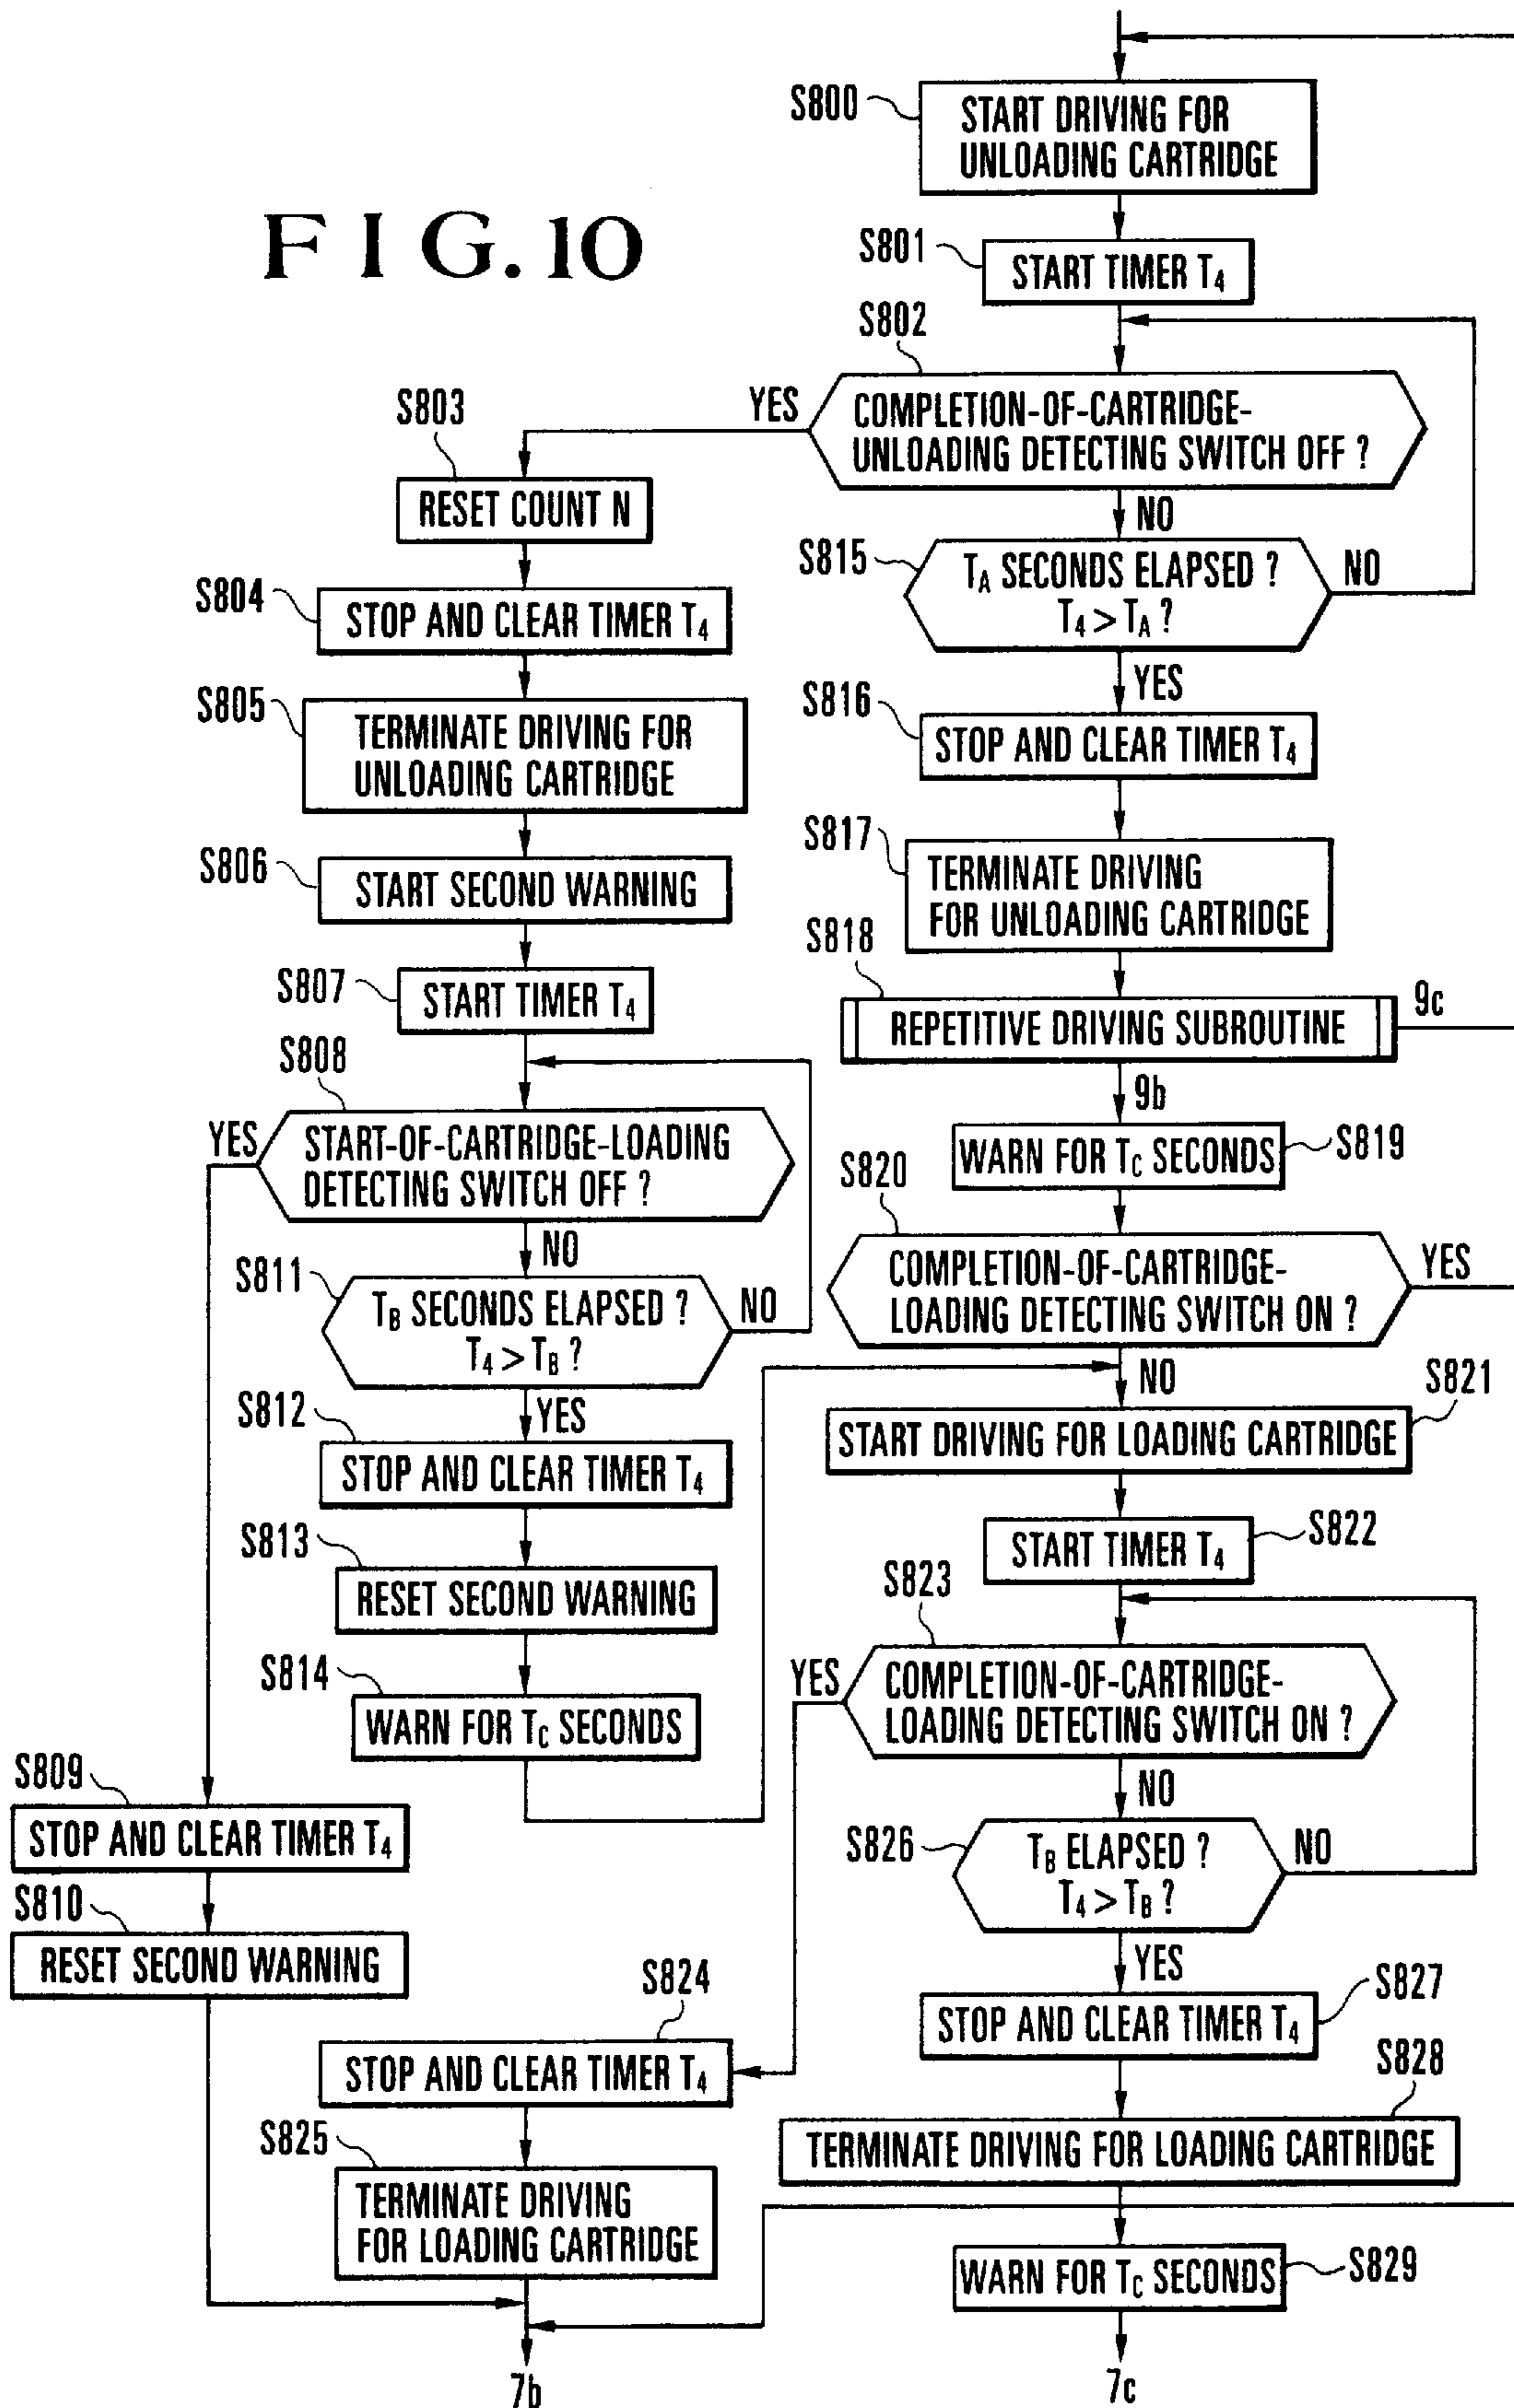 FIG. 10
S800
START DRIVING FOR
UNLOADING CARTRIDGE
S801
START TIMER T4
S802
COMPLETION-OF-CARTRIDGE-
UNLOADING DETECTING SWITCH OFF ?
YES
NO
S803
RESET COUNT N
S804
STOP AND CLEAR TIMER T4
S805
TERMINATE DRIVING FOR
UNLOADING CARTRIDGE
S806
START SECOND WARNING
S807
START TIMER T4
S808
START-OF-CARTRIDGE-LOADING
DETECTING SWITCH OFF ?
YES
NO
S811
TB SECONDS ELAPSED ?
T4 > TB ?
NO
YES
S812
STOP AND CLEAR TIMER T4
S813
RESET SECOND WARNING
S814
WARN FOR TC SECONDS
S809
STOP AND CLEAR TIMER T4
S810
RESET SECOND WARNING
S815
TA SECONDS ELAPSED ?
T4 > TA ?
NO
YES
S816
STOP AND CLEAR TIMER T4
S817
TERMINATE DRIVING
FOR UNLOADING CARTRIDGE
S818
REPETITIVE DRIVING SUBROUTINE
9c
9b
WARN FOR TC SECONDS
S819
S820
COMPLETION-OF-CARTRIDGE-
LOADING DETECTING SWITCH ON ?
YES
NO
S821
START DRIVING FOR LOADING CARTRIDGE
START TIMER T4
S822
S823
COMPLETION-OF-CARTRIDGE-
LOADING DETECTING SWITCH ON ?
YES
NO
S826
TB ELAPSED ?
T4 > TB ?
NO
YES
S827
STOP AND CLEAR TIMER T4
S828
TERMINATE DRIVING FOR LOADING CARTRIDGE
WARN FOR TC SECONDS
S829
7c
S824
STOP AND CLEAR TIMER T4
S825
TERMINATE DRIVING
FOR LOADING CARTRIDGE
7b